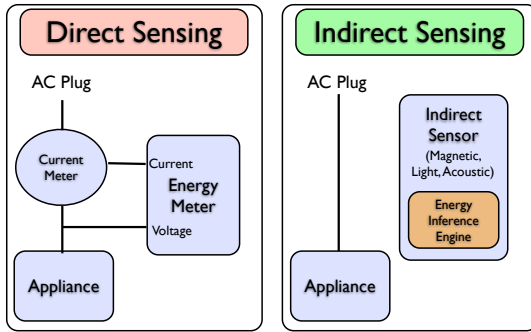 Direct Sensing
AC Plug
Current
Meter
Current
Energy
Meter
Voltage
Appliance
Indirect Sensing
AC Plug
Indirect
Sensor
(Magnetic,
Light, Acoustic)
Energy
Inference
Engine
Appliance